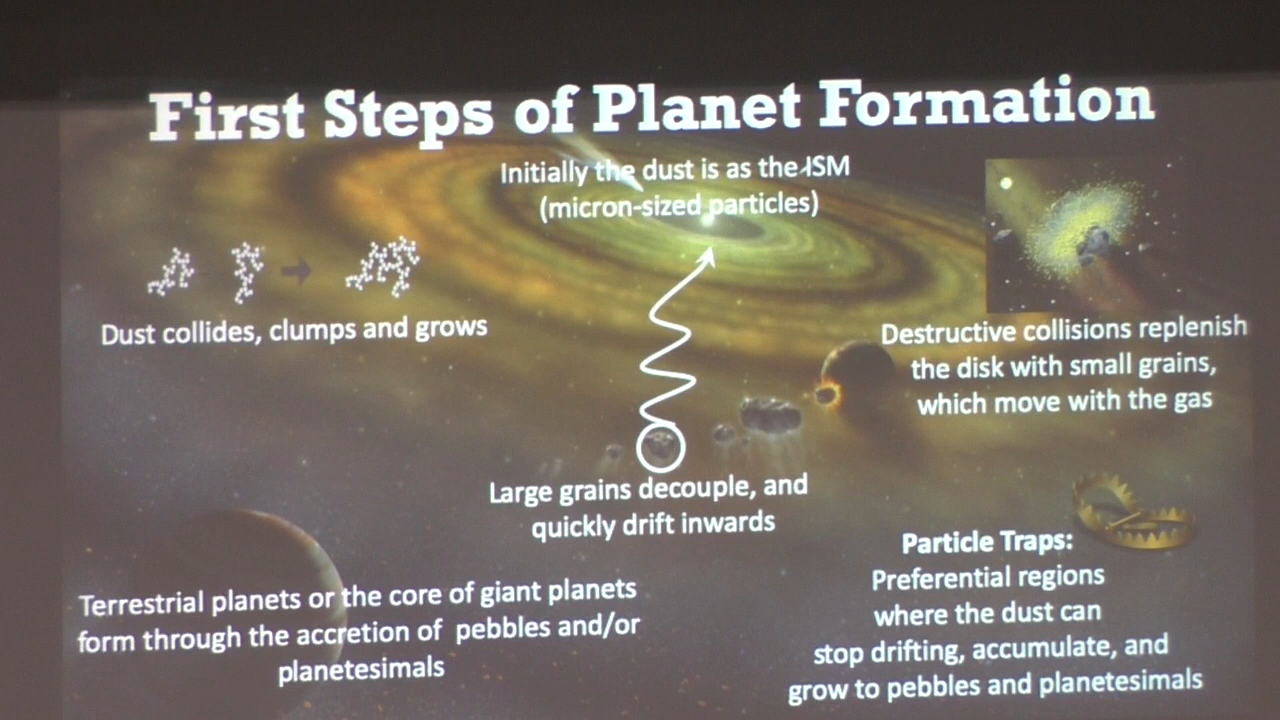 First Steps of Planet Formation
Initially the dust is as the ISM
(micron-sized particles)
Dust collides, clumps and grows
Destructive collisions replenish
the disk with small grains,
which move with the gas
Large grains decouple, and
quickly drift inwards
Particle Traps:
Preferential regions
where the dust can
stop drifting, accumulate, and
grow to pebbles and planetesimals
Terrestrial planets or the core of giant planets
form through the accretion of pebbles and/or
planetesimals